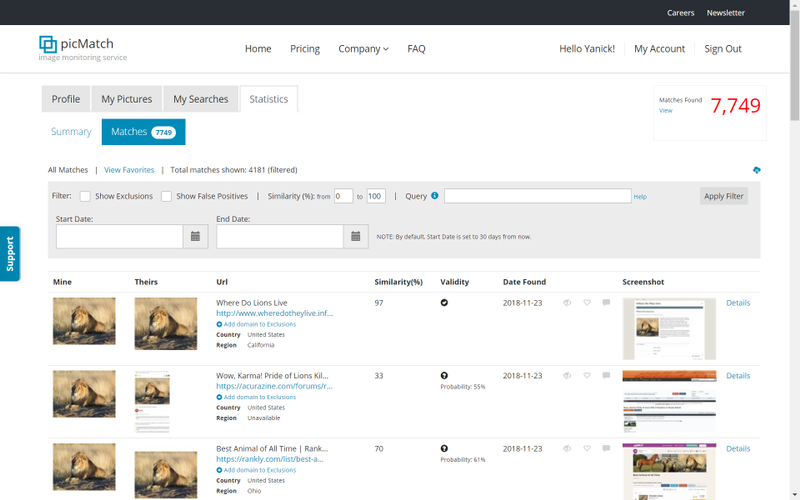 Careers Newsletter
picMatch
image monitoring service
Home Pricing Company FAQ Hello Yanick! My Account Sign Out
Profile My Pictures My Searches Statistics
Matches Found 7,749
View
Summary Matches 7749
All Matches | View Favorites | Total matches shown: 4181 (filtered)
Filter: Show Exclusions Show False Positives | Similarity (%): from 0 to 100 | Query Help Apply Filter
Start Date: End Date:
NOTE: By default, Start Date is set to 30 days from now.
Support
Mine Theirs Url Similarity(%) Validity Date Found Screenshot
Where Do Lions Live 97 2018-11-23 Details
http://www.wheredotheylive.inf...
Add domain to Exclusions
Country United States
Region California
Wow, Karma! Pride of Lions Kil... 33 2018-11-23 Details
https://acurazine.com/forums/r...
Probability: 55%
Add domain to Exclusions
Country United States
Region Unavailable
Best Animal of All Time | Rank... 70 2018-11-23 Details
https://rankly.com/list/best-a...
Probability: 61%
Add domain to Exclusions
Country United States
Region Ohio